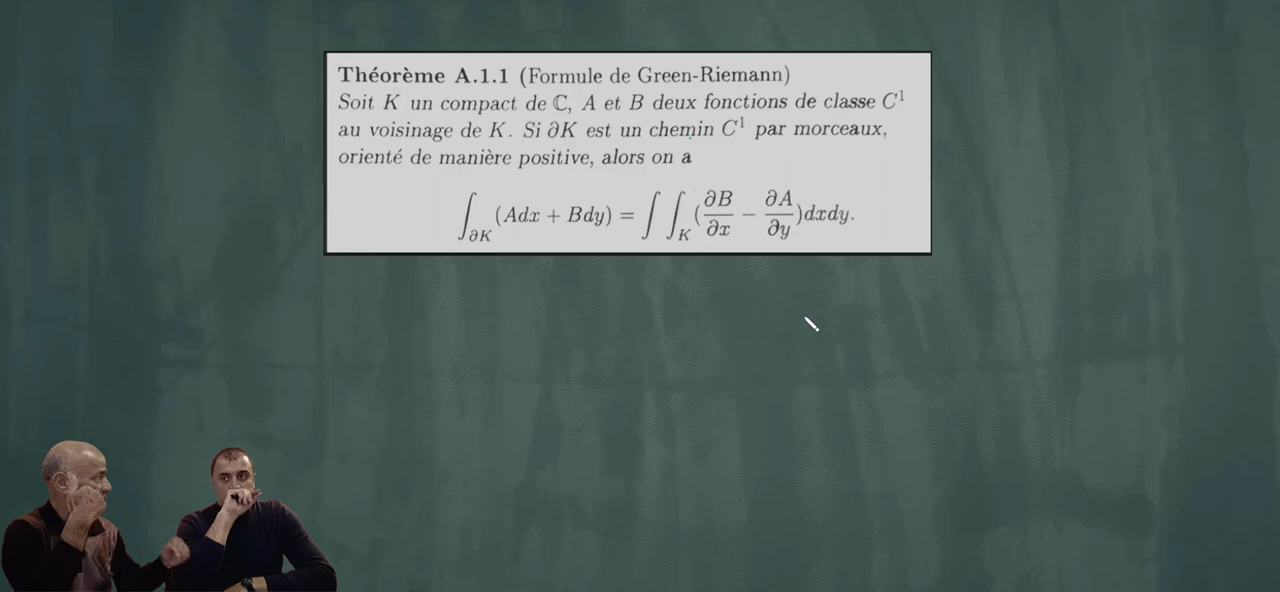 Théorème A.1.1 (Formule de Green-Riemann)
Soit K un compact de ℂ, A et B deux fonctions de classe C¹
au voisinage de K. Si ∂K est un chemin C¹ par morceaux,
orienté de manière positive, alors on a
∫_{∂K} (Adx + Bdy) = ∫∫_K (∂B/∂x − ∂A/∂y)dxdy.